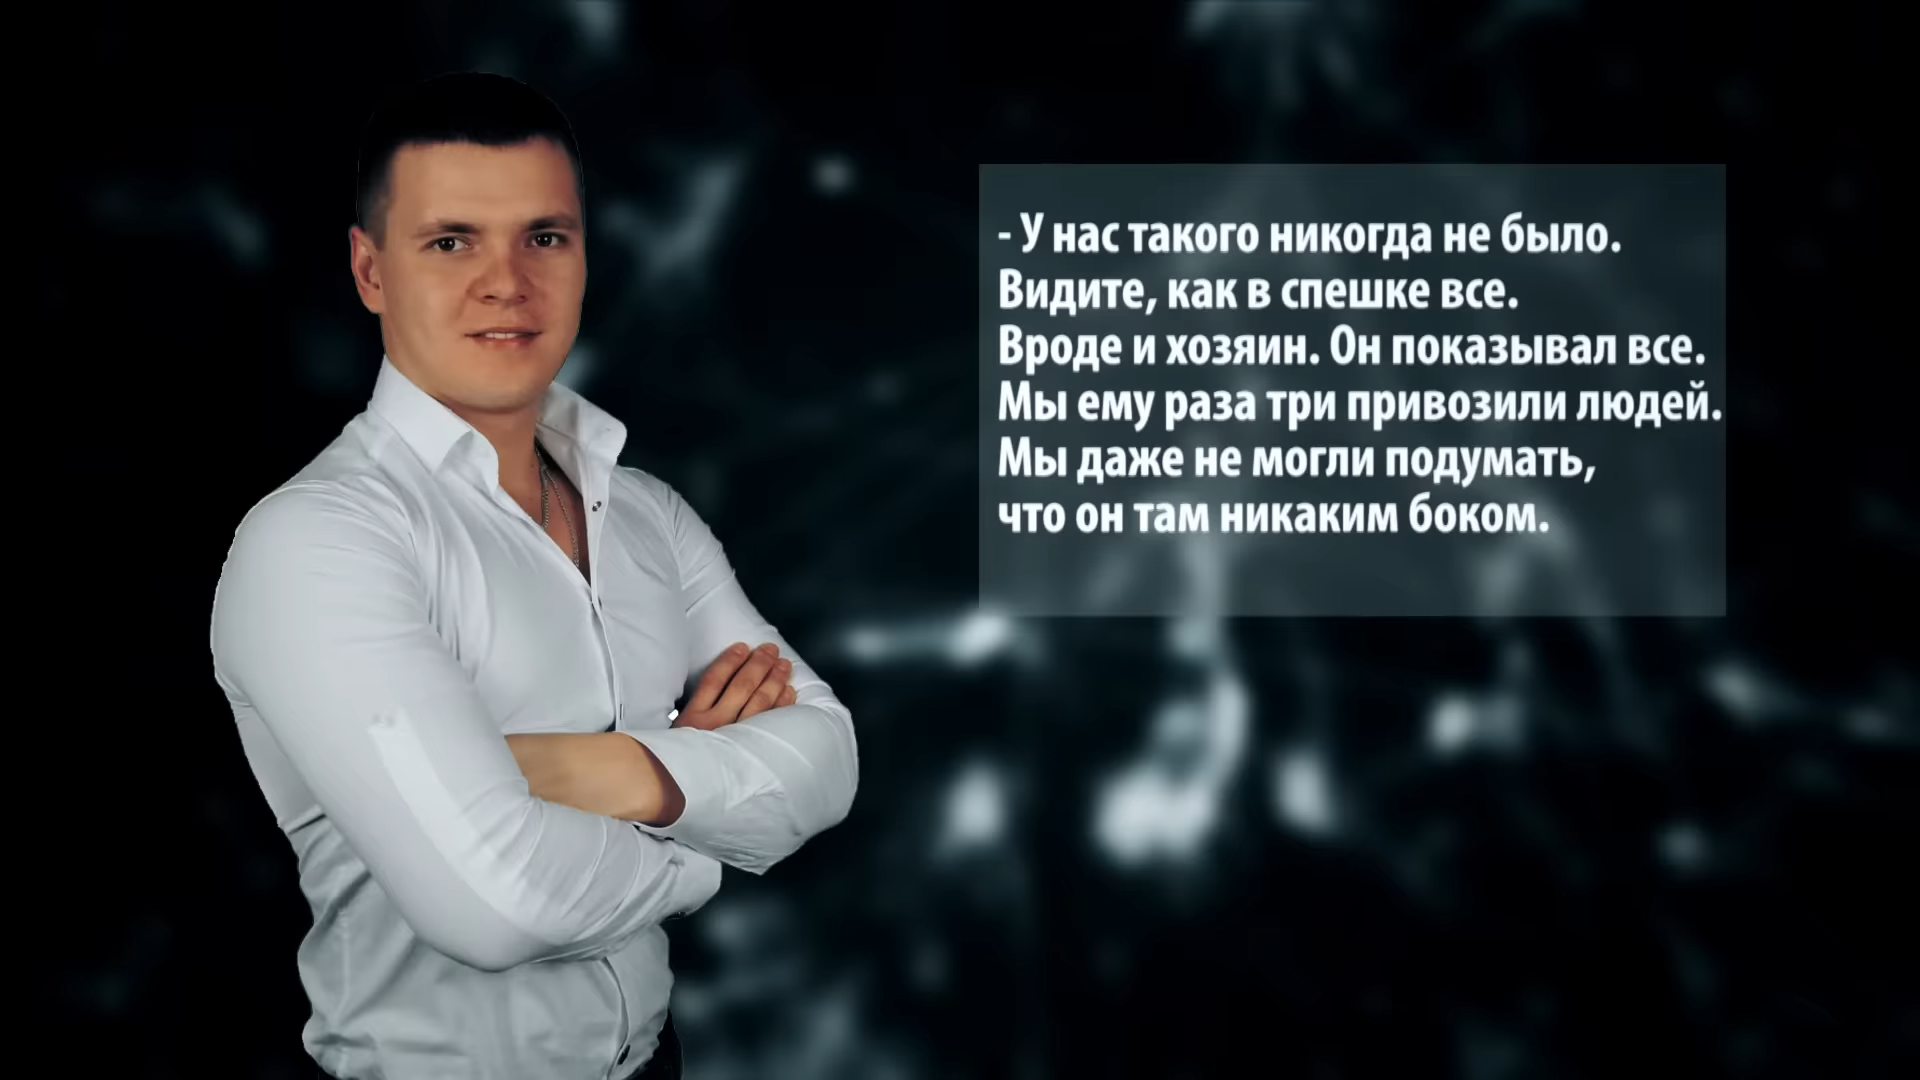 - У нас такого никогда не было.
Видите, как в спешке все.
Вроде и хозяин. Он показывал все.
Мы ему раза три привозили людей.
Мы даже не могли подумать,
что он там никаким боком.